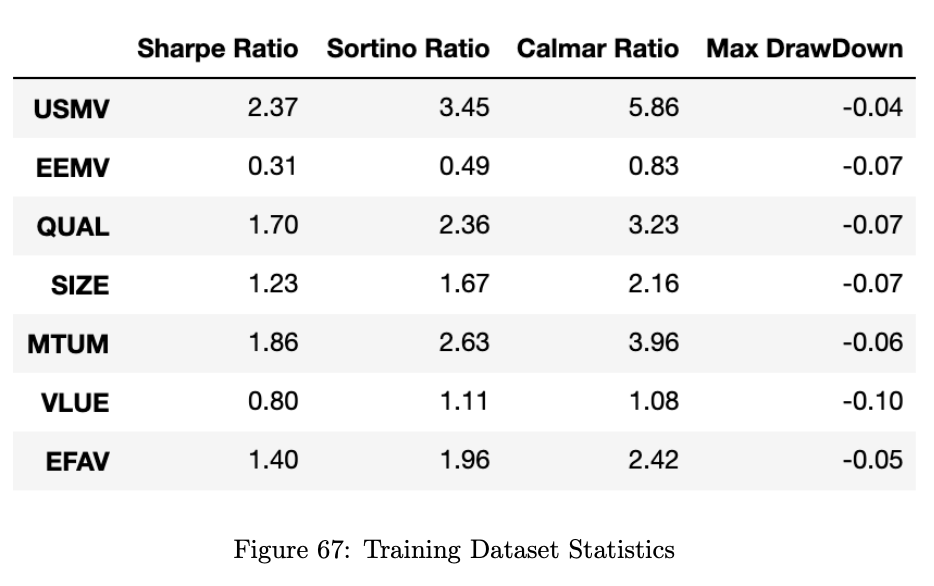 Sharpe Ratio Sortino Ratio Calmar Ratio Max DrawDown
USMV 2.37 3.45 5.86 -0.04
EEMV 0.31 0.49 0.83 -0.07
QUAL 1.70 2.36 3.23 -0.07
SIZE 1.23 1.67 2.16 -0.07
MTUM 1.86 2.63 3.96 -0.06
VLUE 0.80 1.11 1.08 -0.10
EFAV 1.40 1.96 2.42 -0.05
Figure 67: Training Dataset Statistics